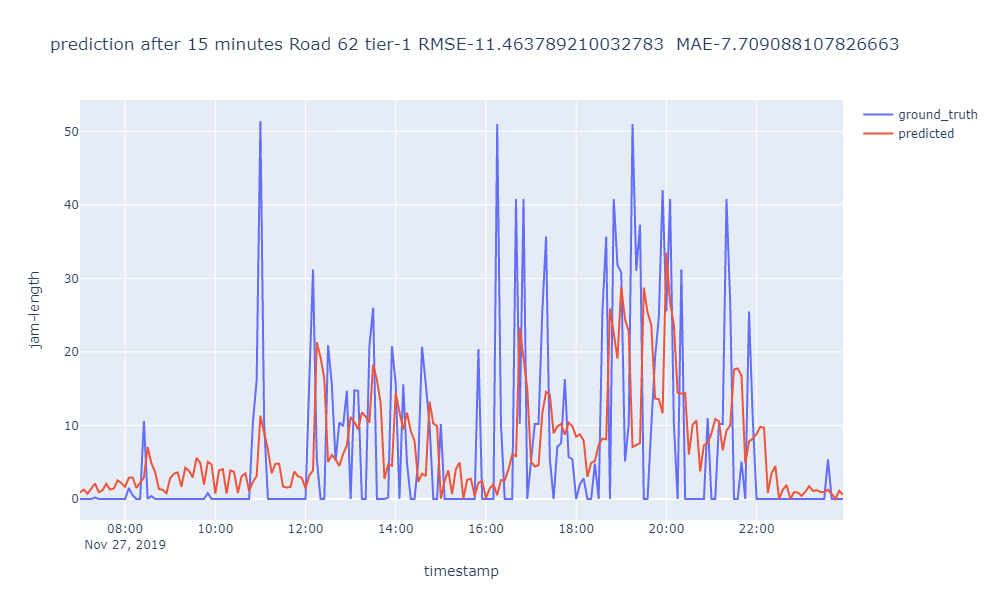 prediction after 15 minutes Road 62 tier-1 RMSE-11.463789210032783  MAE-7.709088107826663
ground_truth
predicted
50
40
30
20
10
0
jam-length
08:00 10:00 12:00 14:00 16:00 18:00 20:00 22:00
Nov 27, 2019
timestamp